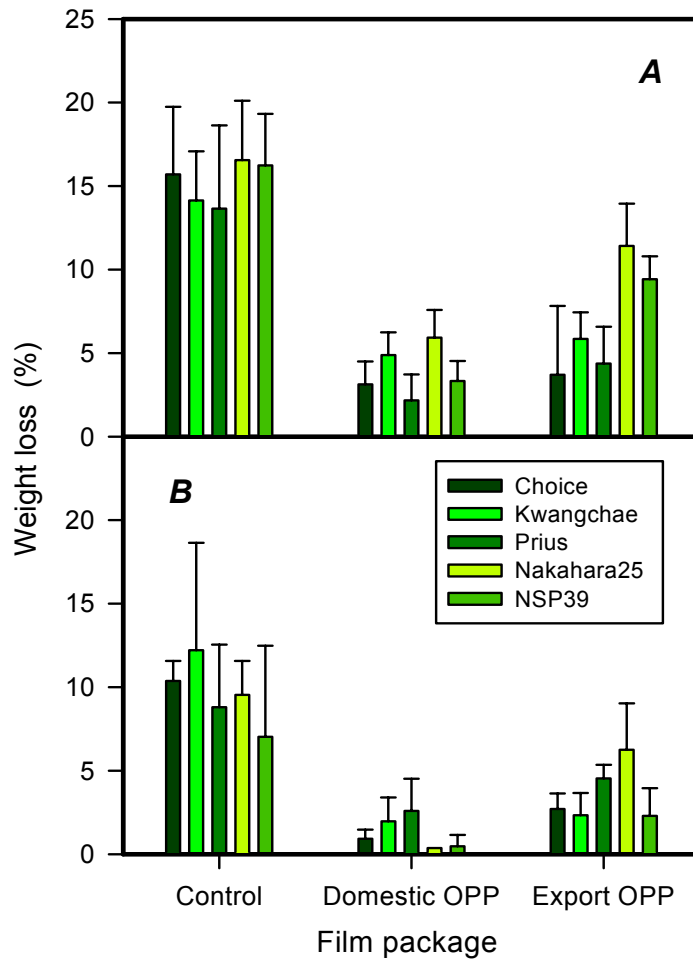 25
20
15
10
5
0
A
Weight loss (%)
20
15
10
5
0
B
Choice
Kwangchae
Prius
Nakahara25
NSP39
Control Domestic OPP Export OPP
Film package